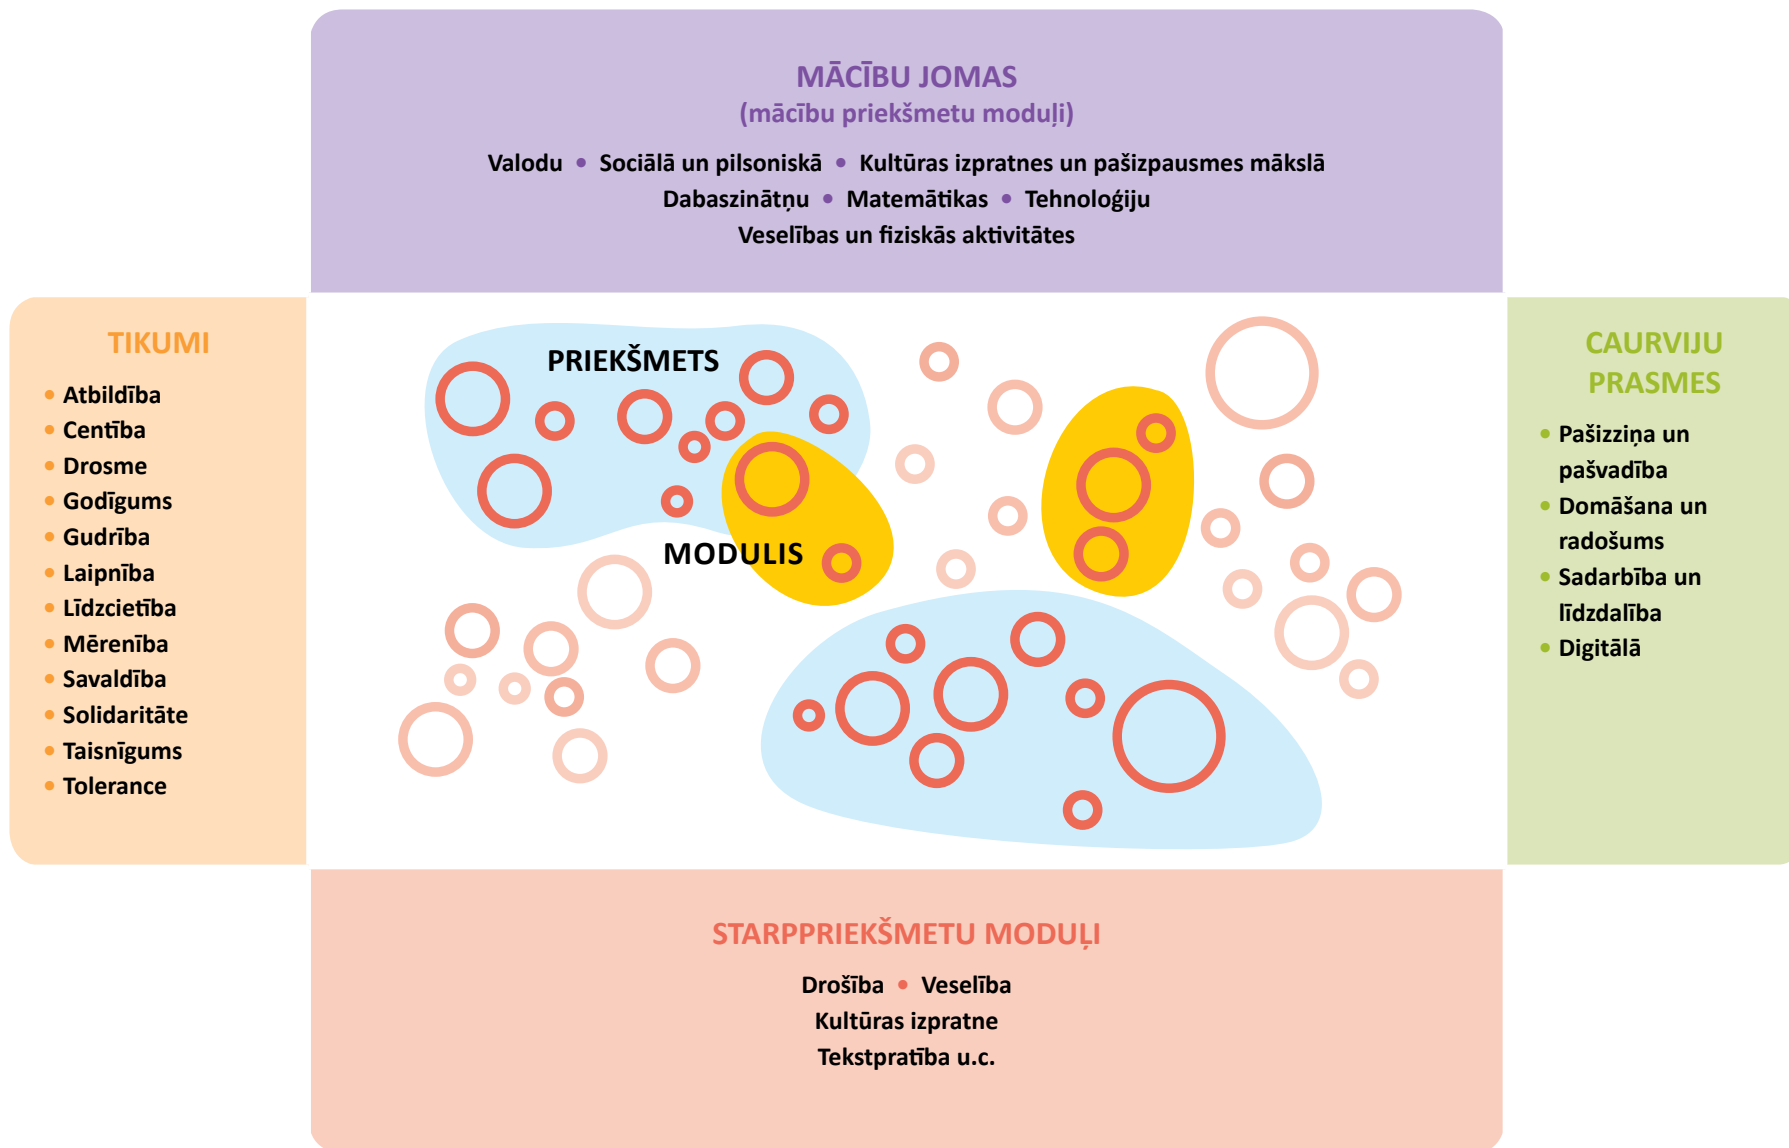 MĀCĪBU JOMAS
(mācību priekšmetu moduļi)
Valodu • Sociālā un pilsoniskā • Kultūras izpratnes un pašizpausmes mākslā
Dabaszinātņu • Matemātikas • Tehnoloģiju
Veselības un fiziskās aktivitātes
TIKUMI
• Atbildība
• Centība
• Drosme
• Godīgums
• Gudrība
• Laipnība
• Līdzcietība
• Mērenība
• Savaldība
• Solidaritāte
• Taisnīgums
• Tolerance
PRIEKŠMETS
MODULIS
CAURVIJU
PRASMES
• Pašizziņa un
pašvadība
• Domāšana un
radošums
• Sadarbība un
līdzdalība
• Digitālā
STARPPRIEKŠMETU MODUĻI
Drošība • Veselība
Kultūras izpratne
Tekstpratība u.c.